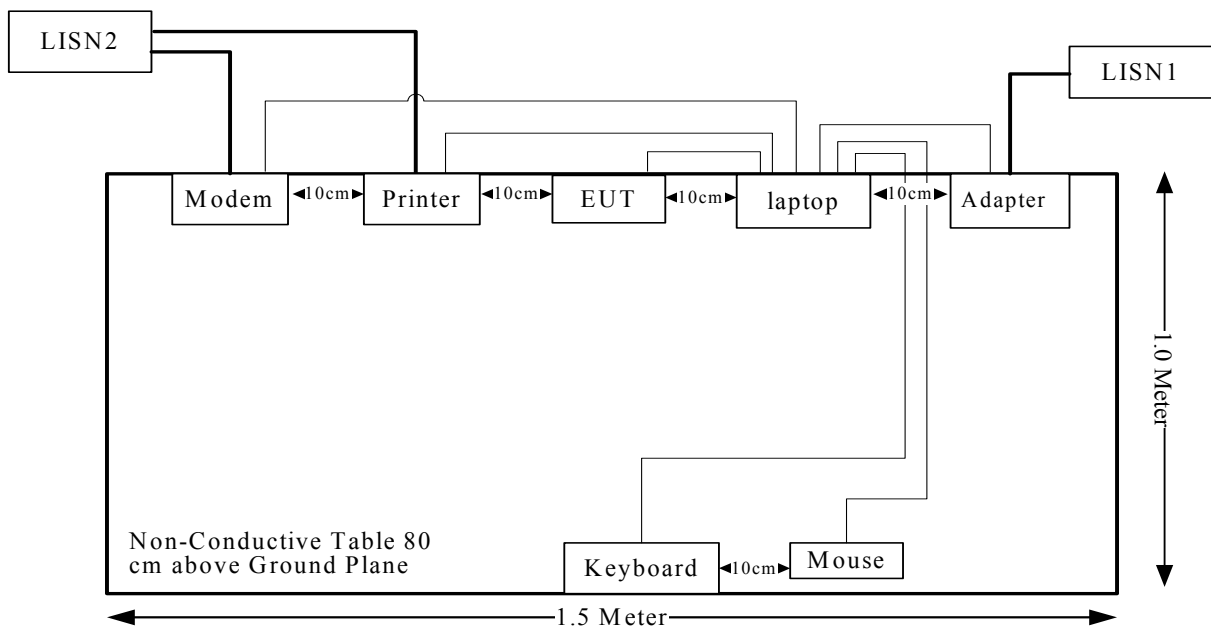 LISN2
LISN1
Modem
10cm
Printer
10cm
EUT
10cm
laptop
10cm
Adapter
1.0 Meter
Non-Conductive Table 80
cm above Ground Plane
Keyboard
10cm
Mouse
1.5 Meter